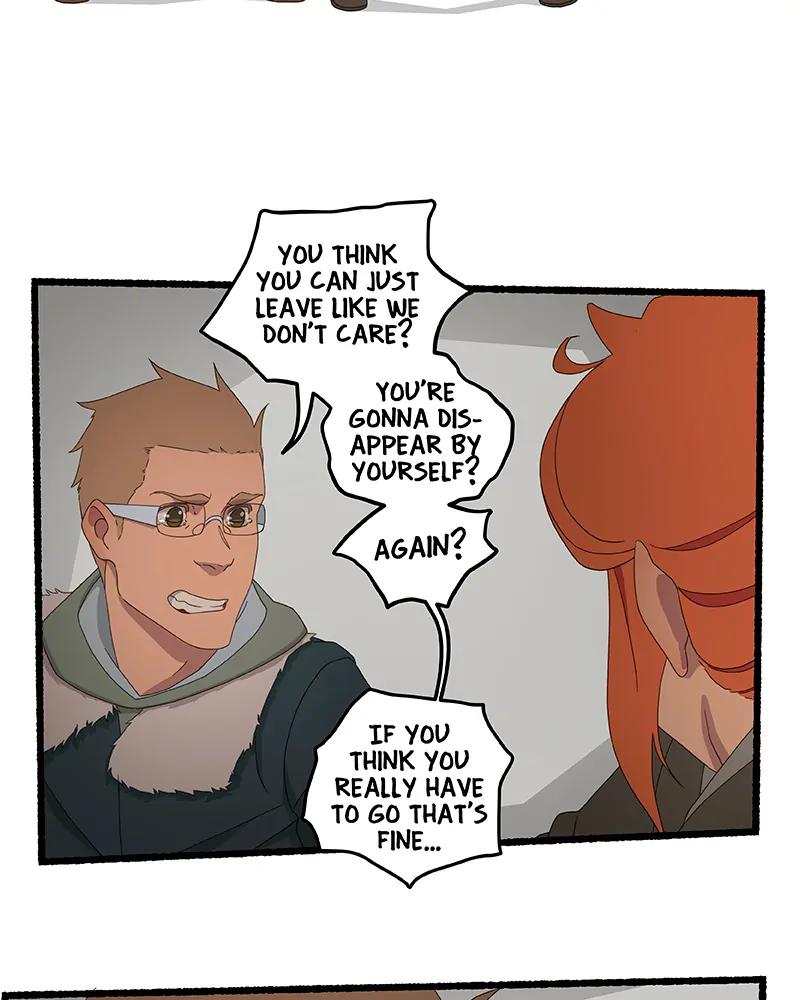 YOU THINK
YOU CAN JUST
LEAVE LIKE WE
DON'T CARE?
YOU'RE
GONNA DIS-
APPEAR BY
YOURSELF?
AGAIN?
IF YOU
THINK YOU
REALLY HAVE
TO GO THAT'S
FINE...